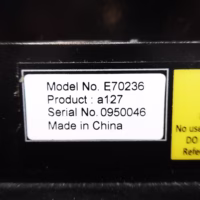 Model No. E70236
Product : a127
Serial No. 0950046
Made in China
No use
DO
Refe